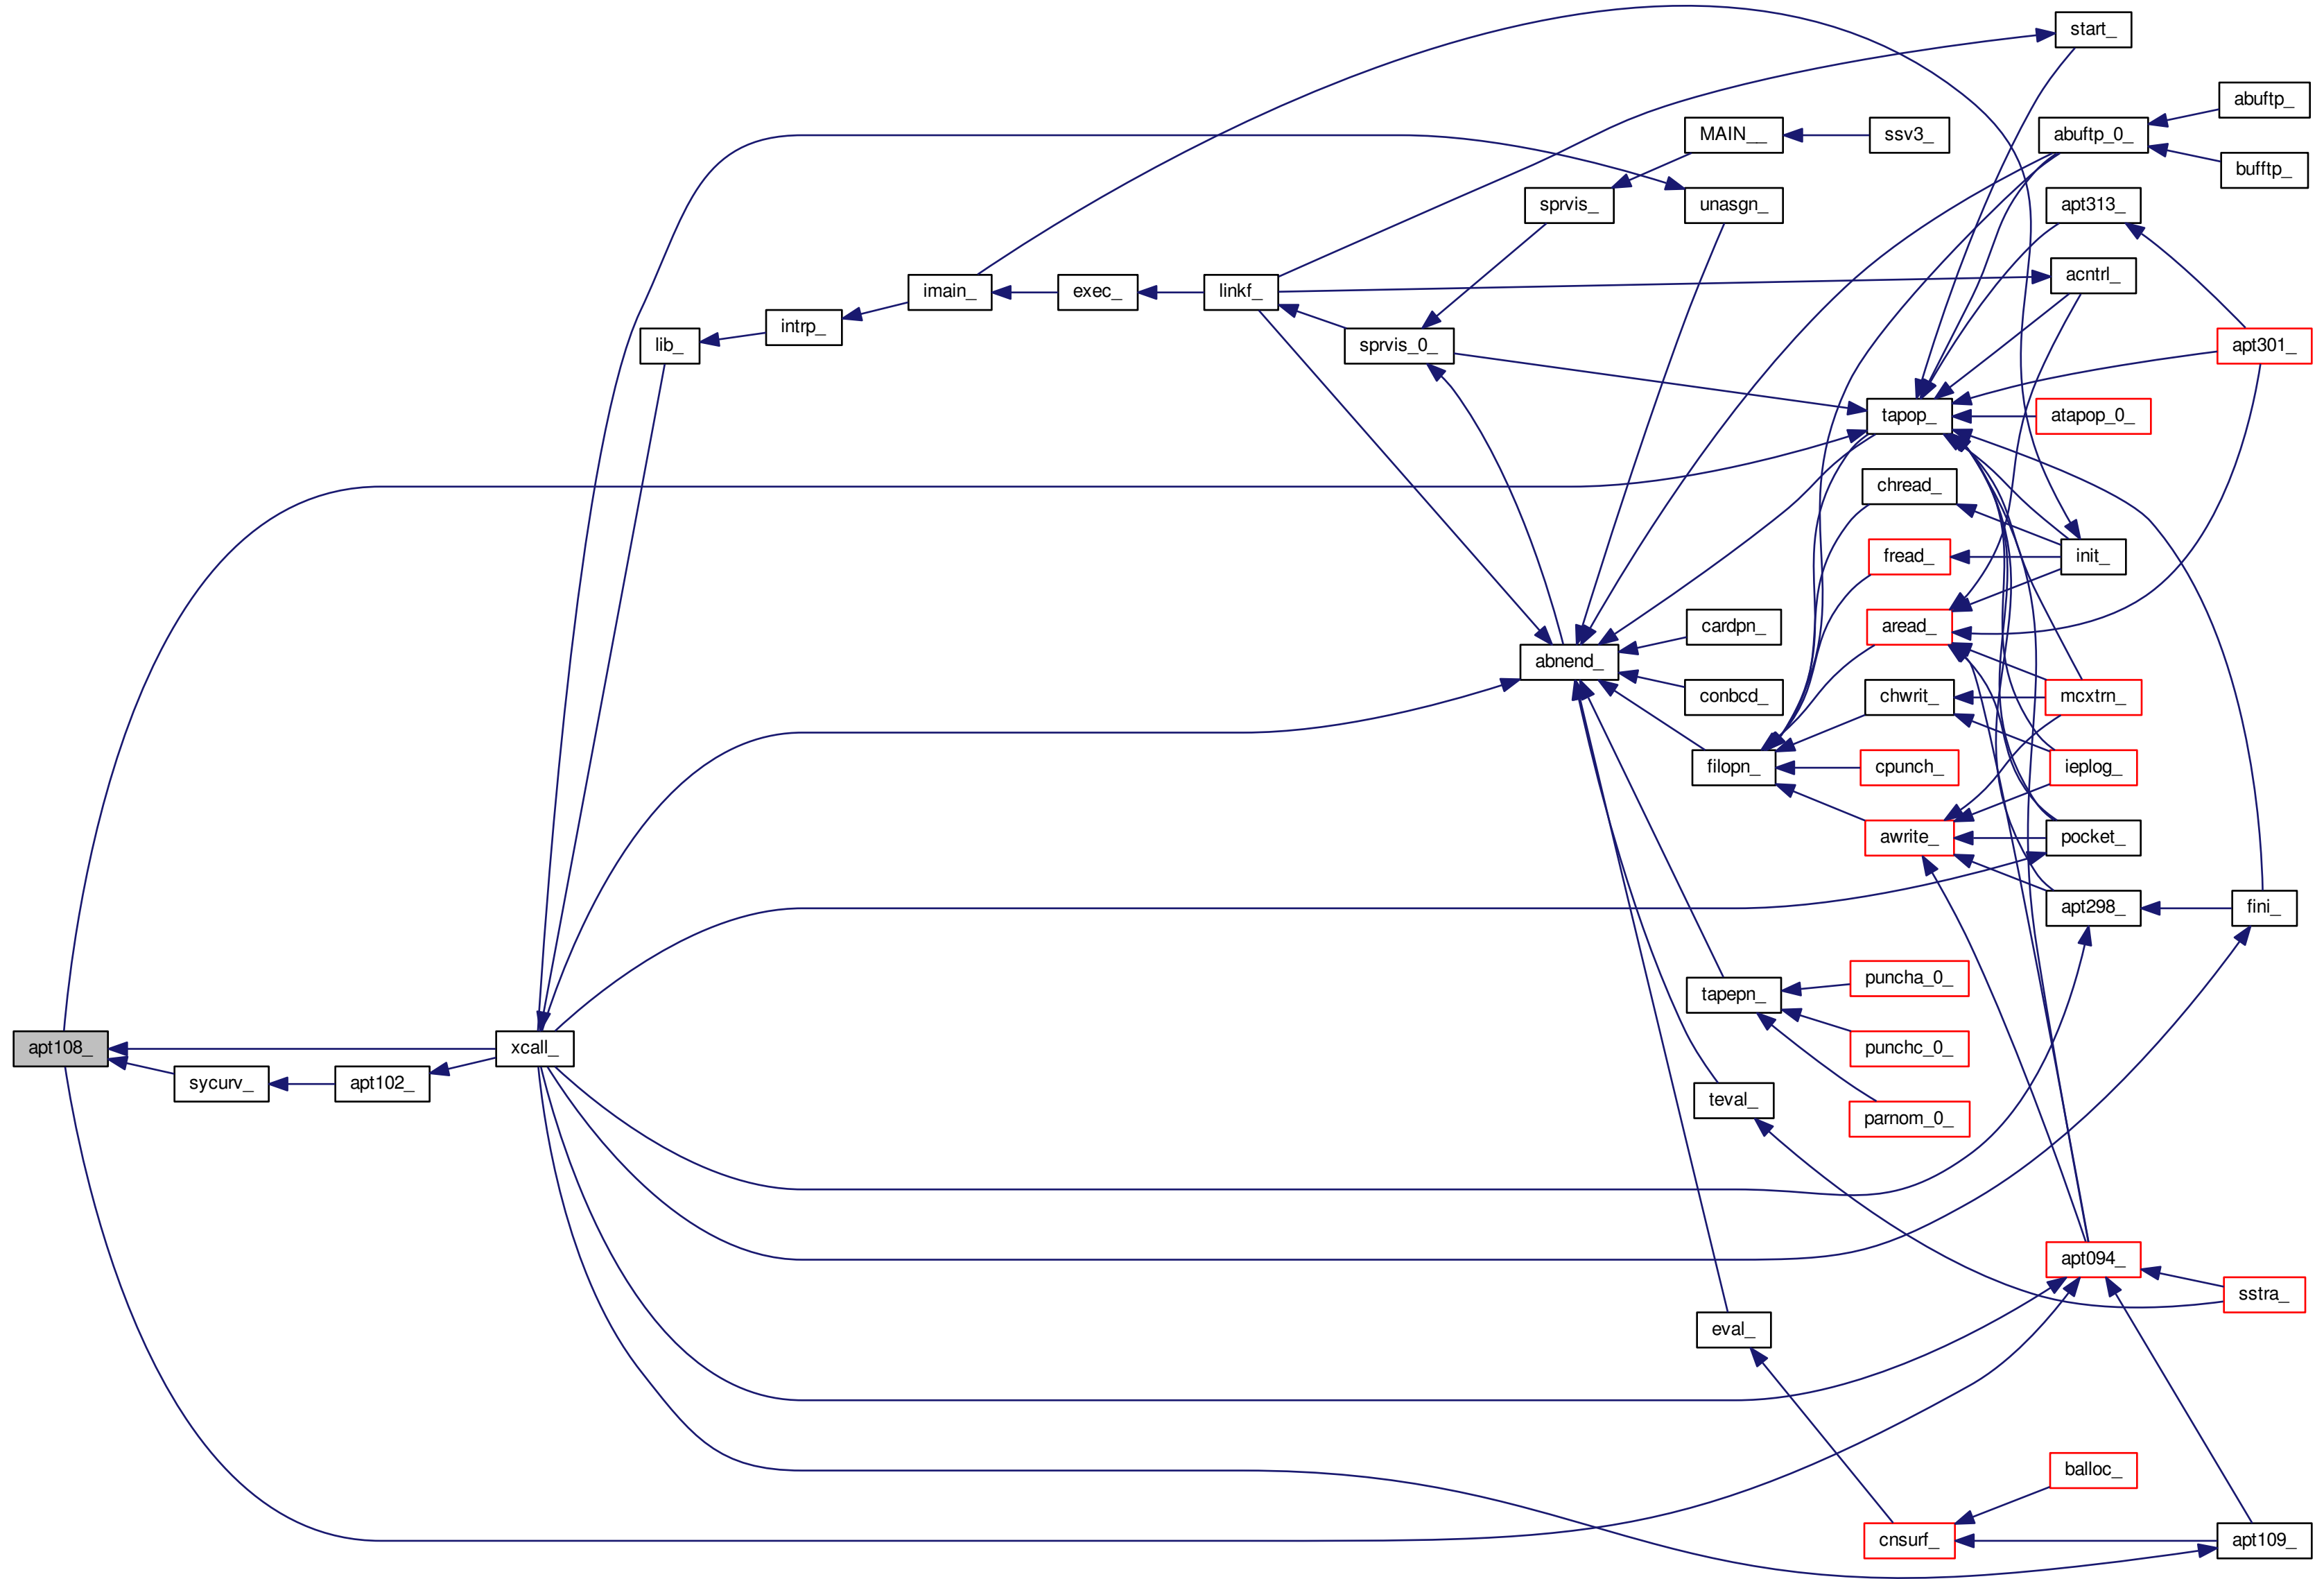 start_
abuftp_
MAIN__
ssv3_
abuftp_0_
bufftp_
sprvis_
unasgn_
apt313_
imain_
exec_
linkf_
acntrl_
intrp_
lib_
sprvis_0_
apt301_
tapop_
atapop_0_
chread_
fread_
init_
aread_
cardpn_
abnend_
conbcd_
chwrit_
mcxtrn_
filopn_
cpunch_
ieplog_
awrite_
pocket_
apt298_
fini_
tapepn_
puncha_0_
apt108_
xcall_
punchc_0_
sycurv_
apt102_
teval_
parnom_0_
apt094_
sstra_
eval_
balloc_
cnsurf_
apt109_